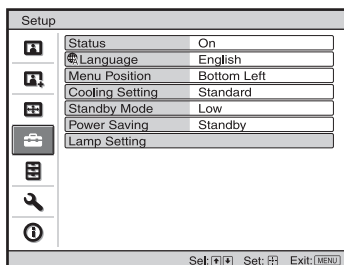 Setup
Status On
Language English
Menu Position Bottom Left
Cooling Setting Standard
Standby Mode Low
Power Saving Standby
Lamp Setting
Sel: Set: Exit: MENU